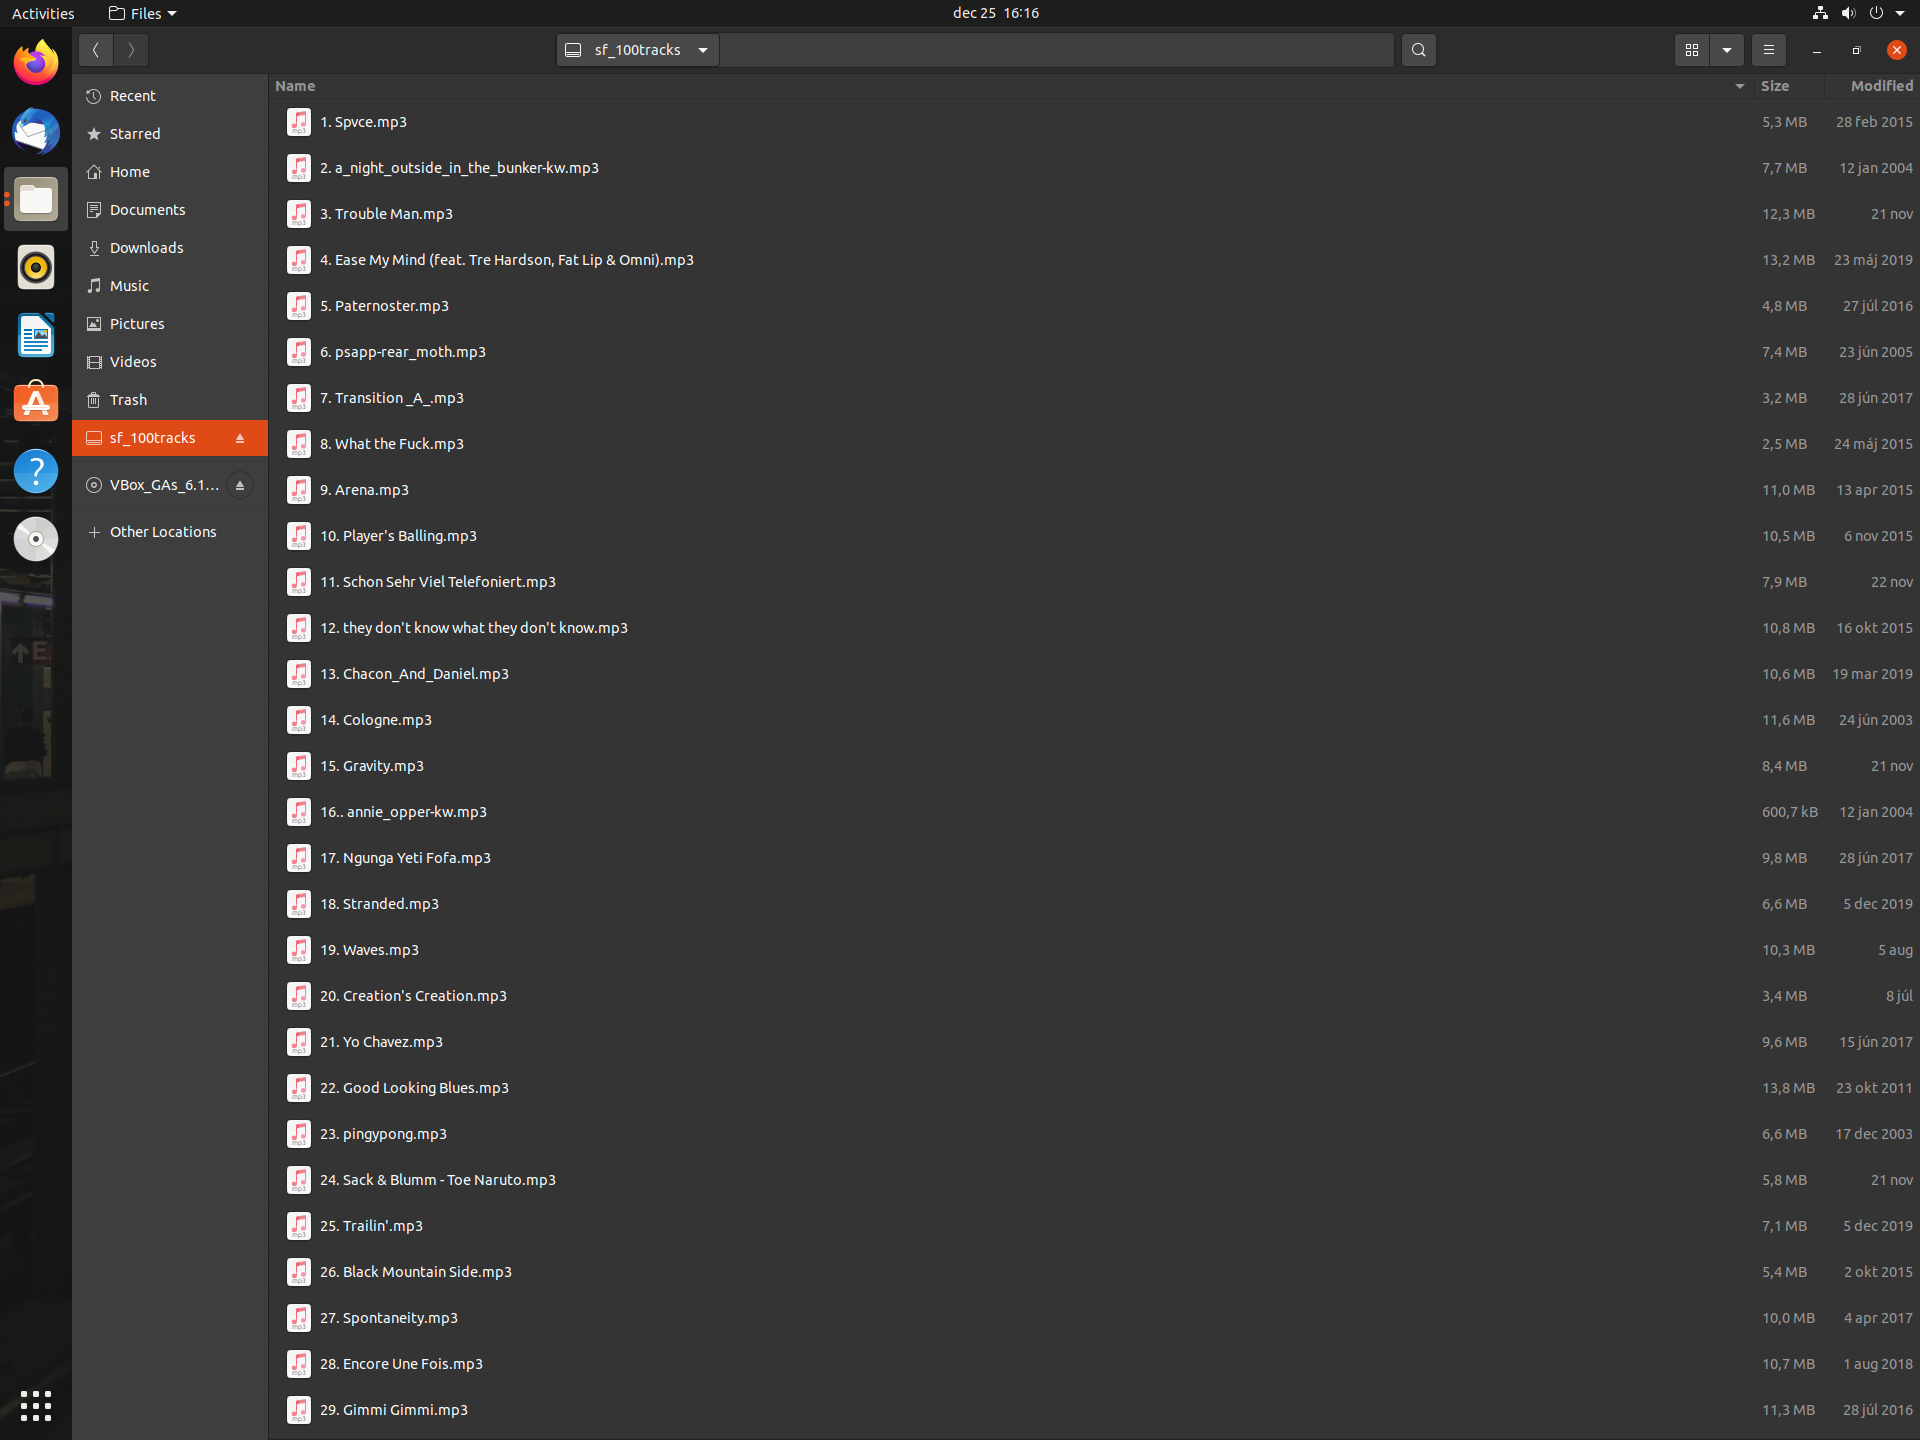 Activities Files dec 25 16:16
sf_100tracks
Name Size Modified
Recent
Starred
Home
Documents
Downloads
Music
Pictures
Videos
Trash
sf_100tracks
VBox_GAs_6.1...
Other Locations
1. Spvce.mp3 5,3 MB 28 feb 2015
2. a_night_outside_in_the_bunker-kw.mp3 7,7 MB 12 jan 2004
3. Trouble Man.mp3 12,3 MB 21 nov
4. Ease My Mind (feat. Tre Hardson, Fat Lip & Omni).mp3 13,2 MB 23 máj 2019
5. Paternoster.mp3 4,8 MB 27 júl 2016
6. psapp-rear_moth.mp3 7,4 MB 23 jún 2005
7. Transition _A_.mp3 3,2 MB 28 jún 2017
8. What the Fuck.mp3 2,5 MB 24 máj 2015
9. Arena.mp3 11,0 MB 13 apr 2015
10. Player's Balling.mp3 10,5 MB 6 nov 2015
11. Schon Sehr Viel Telefoniert.mp3 7,9 MB 22 nov
12. they don't know what they don't know.mp3 10,8 MB 16 okt 2015
13. Chacon_And_Daniel.mp3 10,6 MB 19 mar 2019
14. Cologne.mp3 11,6 MB 24 jún 2003
15. Gravity.mp3 8,4 MB 21 nov
16.. annie_opper-kw.mp3 600,7 kB 12 jan 2004
17. Ngunga Yeti Fofa.mp3 9,8 MB 28 jún 2017
18. Stranded.mp3 6,6 MB 5 dec 2019
19. Waves.mp3 10,3 MB 5 aug
20. Creation's Creation.mp3 3,4 MB 8 júl
21. Yo Chavez.mp3 9,6 MB 15 jún 2017
22. Good Looking Blues.mp3 13,8 MB 23 okt 2011
23. pingypong.mp3 6,6 MB 17 dec 2003
24. Sack & Blumm - Toe Naruto.mp3 5,8 MB 21 nov
25. Trailin'.mp3 7,1 MB 5 dec 2019
26. Black Mountain Side.mp3 5,4 MB 2 okt 2015
27. Spontaneity.mp3 10,0 MB 4 apr 2017
28. Encore Une Fois.mp3 10,7 MB 1 aug 2018
29. Gimmi Gimmi.mp3 11,3 MB 28 júl 2016